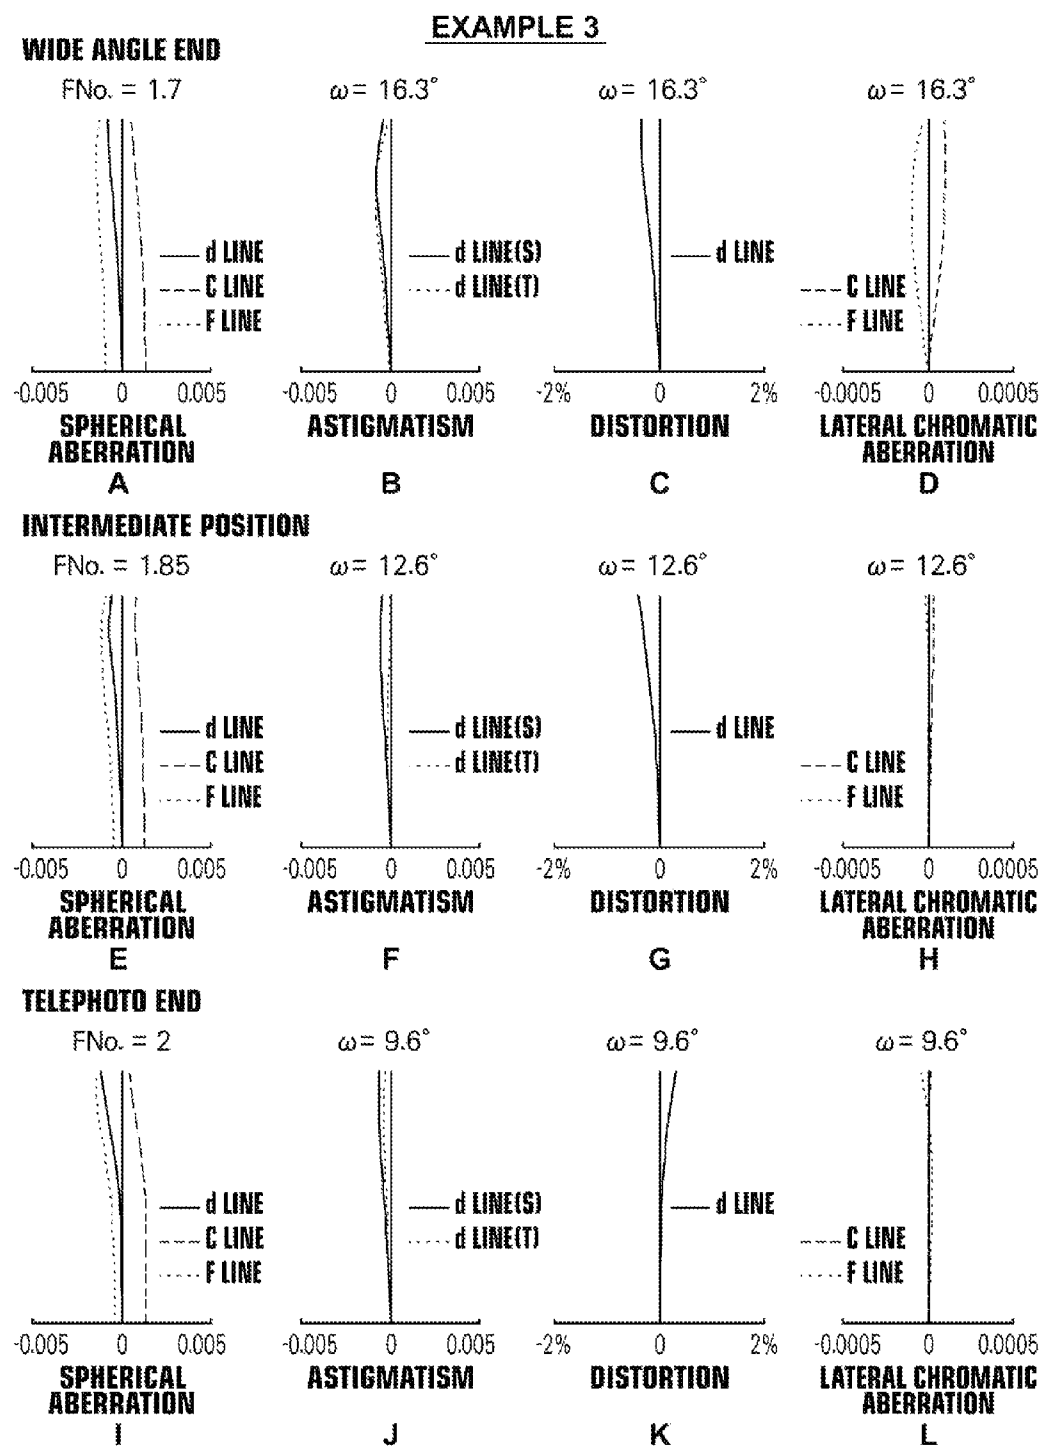 EXAMPLE 3
WIDE ANGLE END
FNo. = 1.7
ω = 16.3°
ω = 16.3°
ω = 16.3°
d LINE
C LINE
F LINE
d LINE(S)
d LINE(T)
d LINE
C LINE
F LINE
-0.005 0 0.005
-0.005 0 0.005
-2% 0 2%
-0.0005 0 0.0005
SPHERICAL
ABERRATION
ASTIGMATISM
DISTORTION
LATERAL CHROMATIC
ABERRATION
A
B
C
D
INTERMEDIATE POSITION
FNo. = 1.85
ω = 12.6°
ω = 12.6°
ω = 12.6°
d LINE
C LINE
F LINE
d LINE(S)
d LINE(T)
d LINE
C LINE
F LINE
-0.005 0 0.005
-0.005 0 0.005
-2% 0 2%
-0.0005 0 0.0005
SPHERICAL
ABERRATION
ASTIGMATISM
DISTORTION
LATERAL CHROMATIC
ABERRATION
E
F
G
H
TELEPHOTO END
FNo. = 2
ω = 9.6°
ω = 9.6°
ω = 9.6°
d LINE
C LINE
F LINE
d LINE(S)
d LINE(T)
d LINE
C LINE
F LINE
-0.005 0 0.005
-0.005 0 0.005
-2% 0 2%
-0.0005 0 0.0005
SPHERICAL
ABERRATION
ASTIGMATISM
DISTORTION
LATERAL CHROMATIC
ABERRATION
I
J
K
L